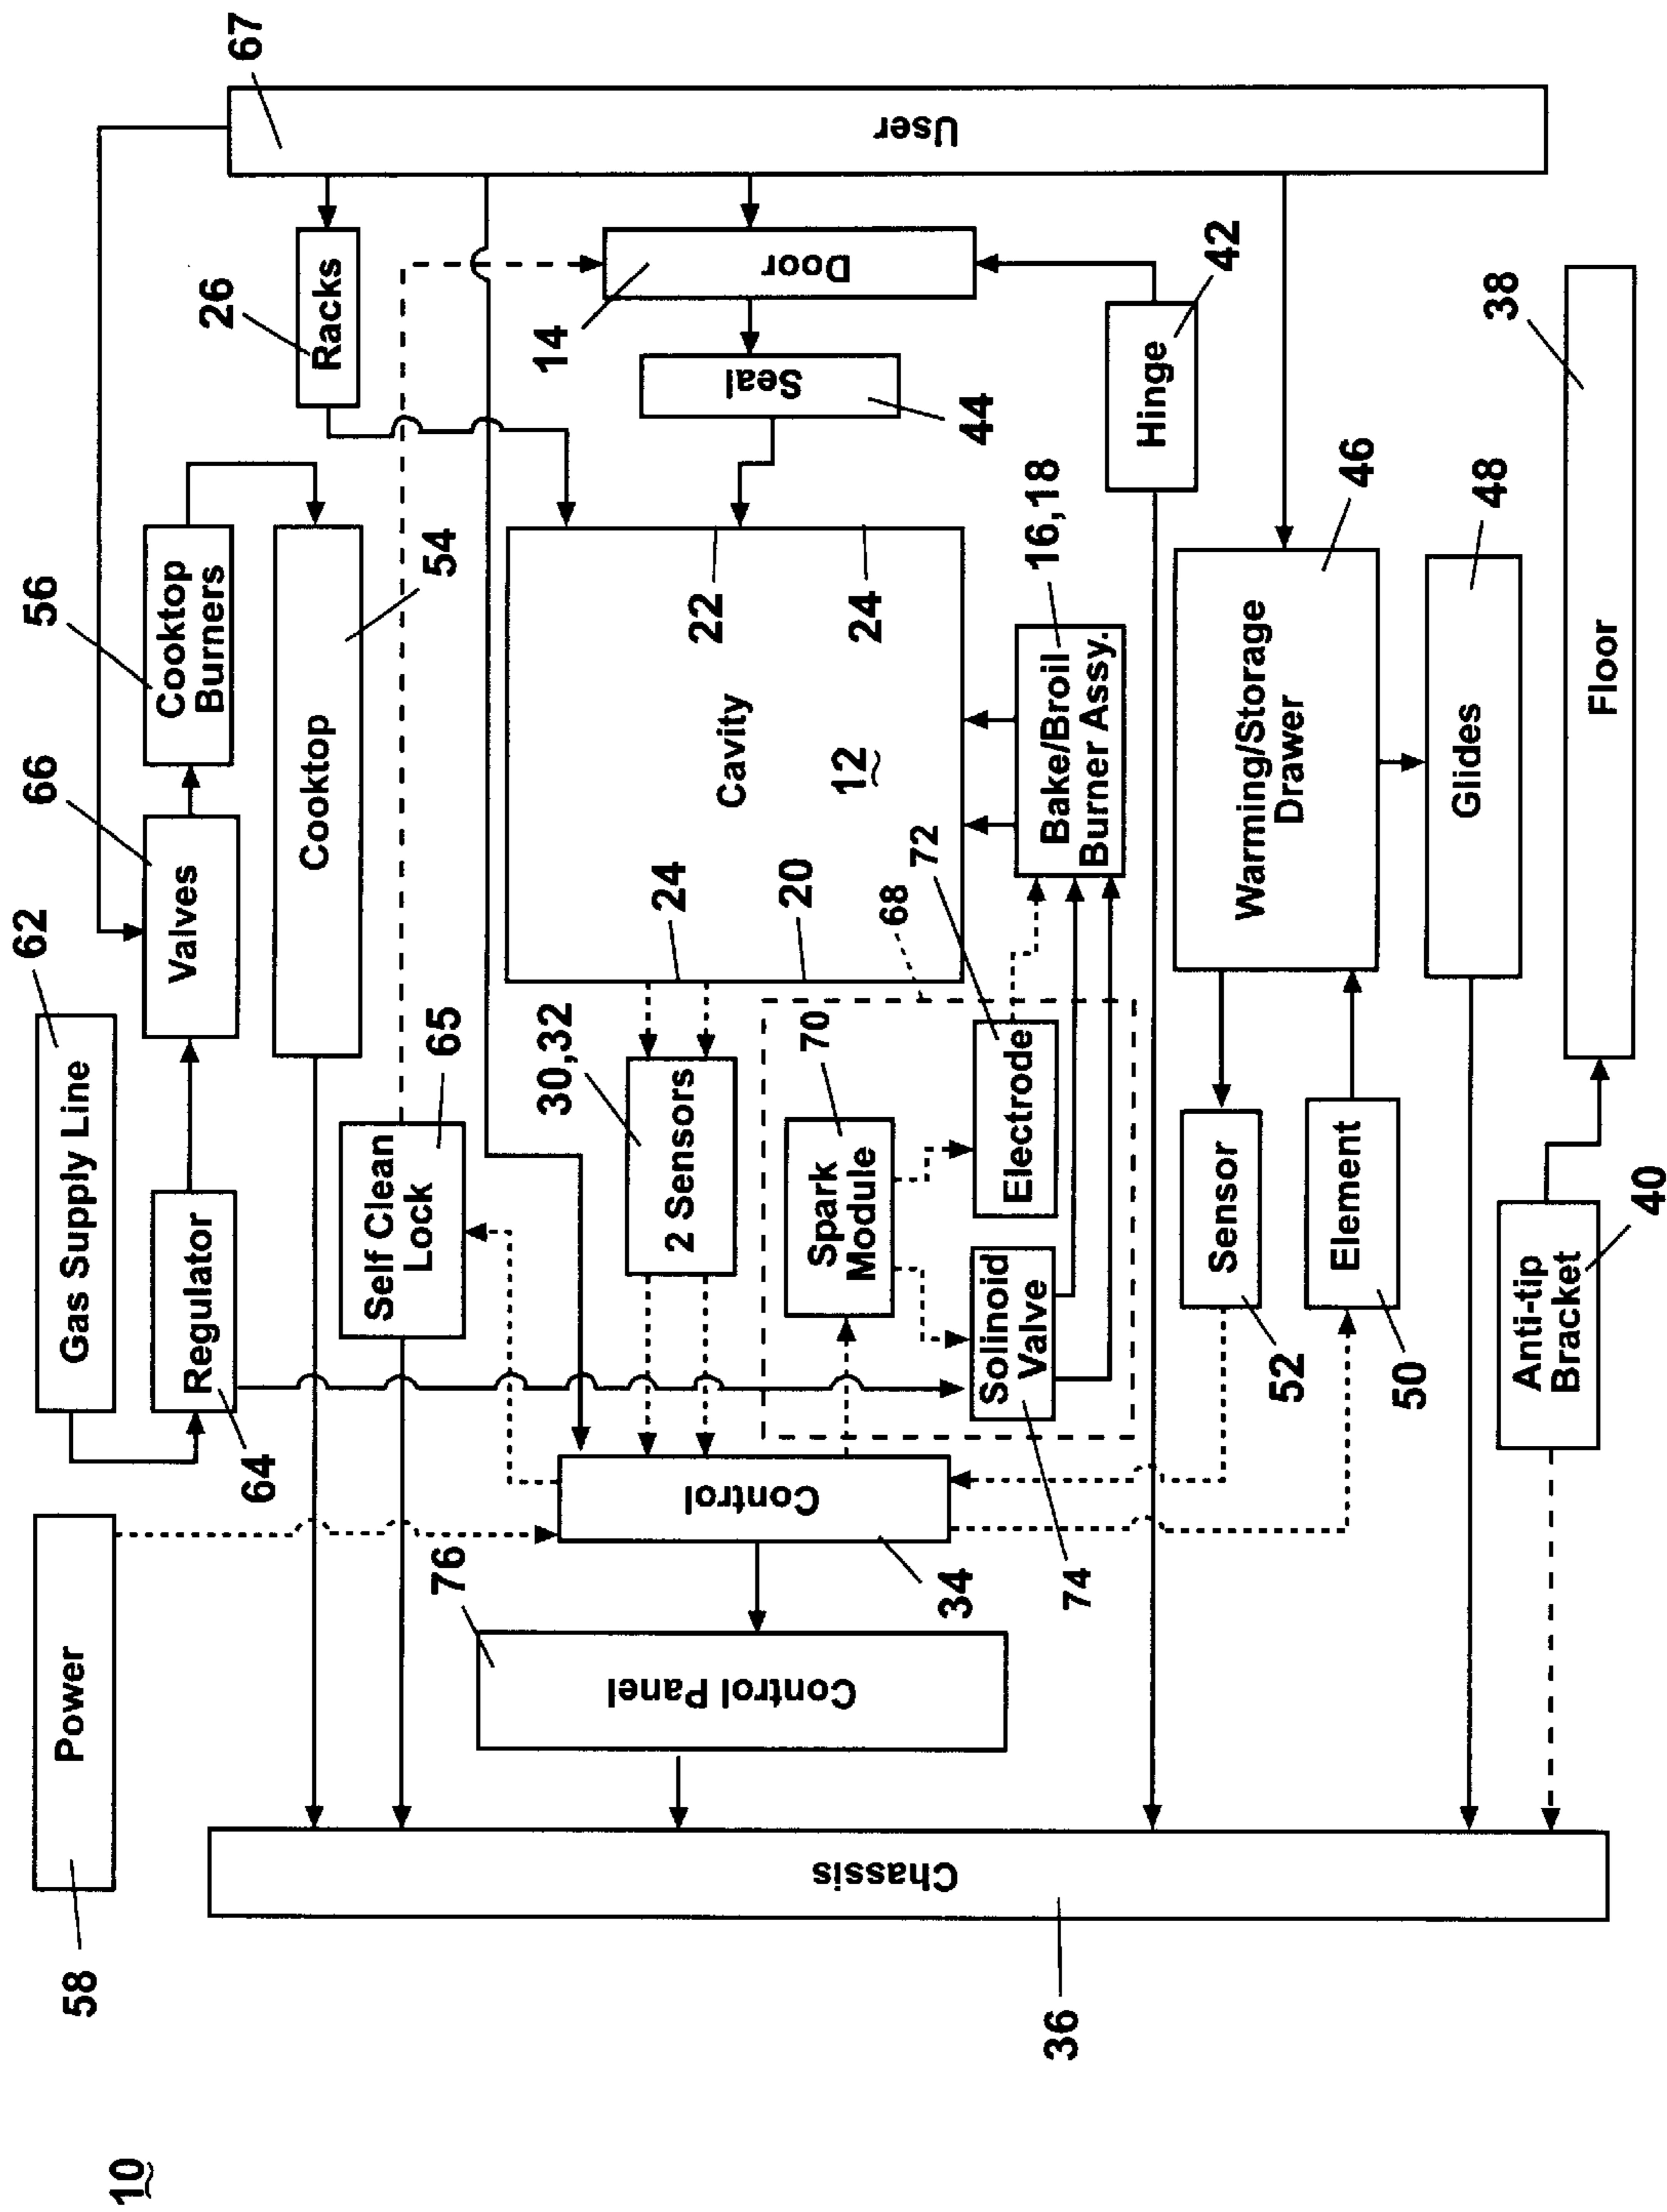 10
58
Power
62
Gas Supply Line
64
Regulator
66
Valves
56
Cooktop
Burners
67
User
26
Racks
Cooktop
54
Self Clean
Lock
65
14
Door
Seal
44
Hinge
42
22
24
Cavity
12
24
20
30,32
2 Sensors
Bake/Broil
Burner Assy.
16,18
68
70
Spark
Module
72
Electrode
Solinoid
Valve
74
Control
34
76
Control Panel
Chassis
36
Warming/Storage
Drawer
46
Sensor
52
Element
50
Glides
48
Anti-tip
Bracket
40
Floor
38